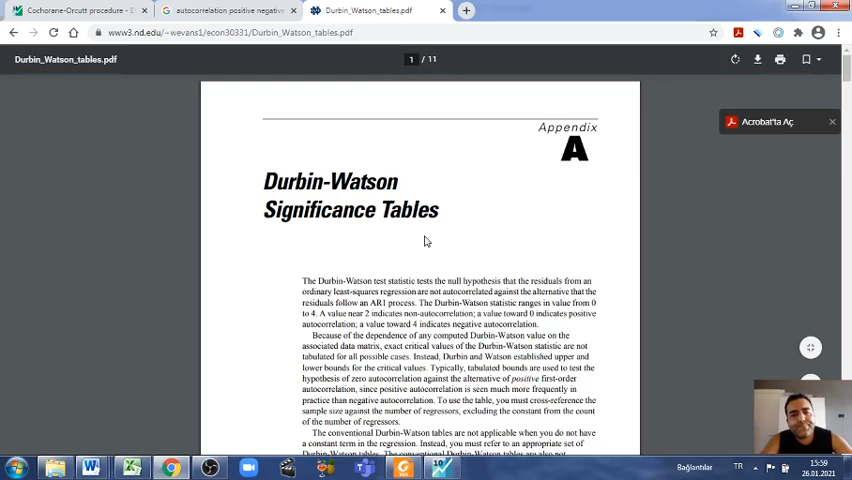 Cochorane-Orcutt procedure - E
autocorrelation positive negative
Durbin_Watson_tables.pdf
www3.nd.edu/~wevans1/econ30331/Durbin_Watson_tables.pdf
Durbin_Watson_tables.pdf
1 / 11
Acrobat'ta Aç
Appendix
A
Durbin-Watson
Significance Tables
The Durbin-Watson test statistic tests the null hypothesis that the residuals from an
ordinary least-squares regression are not autocorrelated against the alternative that the
residuals follow an AR1 process. The Durbin-Watson statistic ranges in value from 0
to 4. A value near 2 indicates non-autocorrelation; a value toward 0 indicates positive
autocorrelation; a value toward 4 indicates negative autocorrelation.
Because of the dependence of any computed Durbin-Watson value on the
associated data matrix, exact critical values of the Durbin-Watson statistic are not
tabulated for all possible cases. Instead, Durbin and Watson established upper and
lower bounds for the critical values. Typically, tabulated bounds are used to test the
hypothesis of zero autocorrelation against the alternative of positive first-order
autocorrelation, since positive autocorrelation is seen much more frequently in
practice than negative autocorrelation. To use the table, you must cross-reference the
sample size against the number of regressors, excluding the constant from the count
of the number of regressors.
The conventional Durbin-Watson tables are not applicable when you do not have
a constant term in the regression. Instead, you must refer to an appropriate set of
Durbin-Watson tables. The conventional Durbin-Watson tables are also not
Bağlantılar
TR
15:59
26.01.2021
10